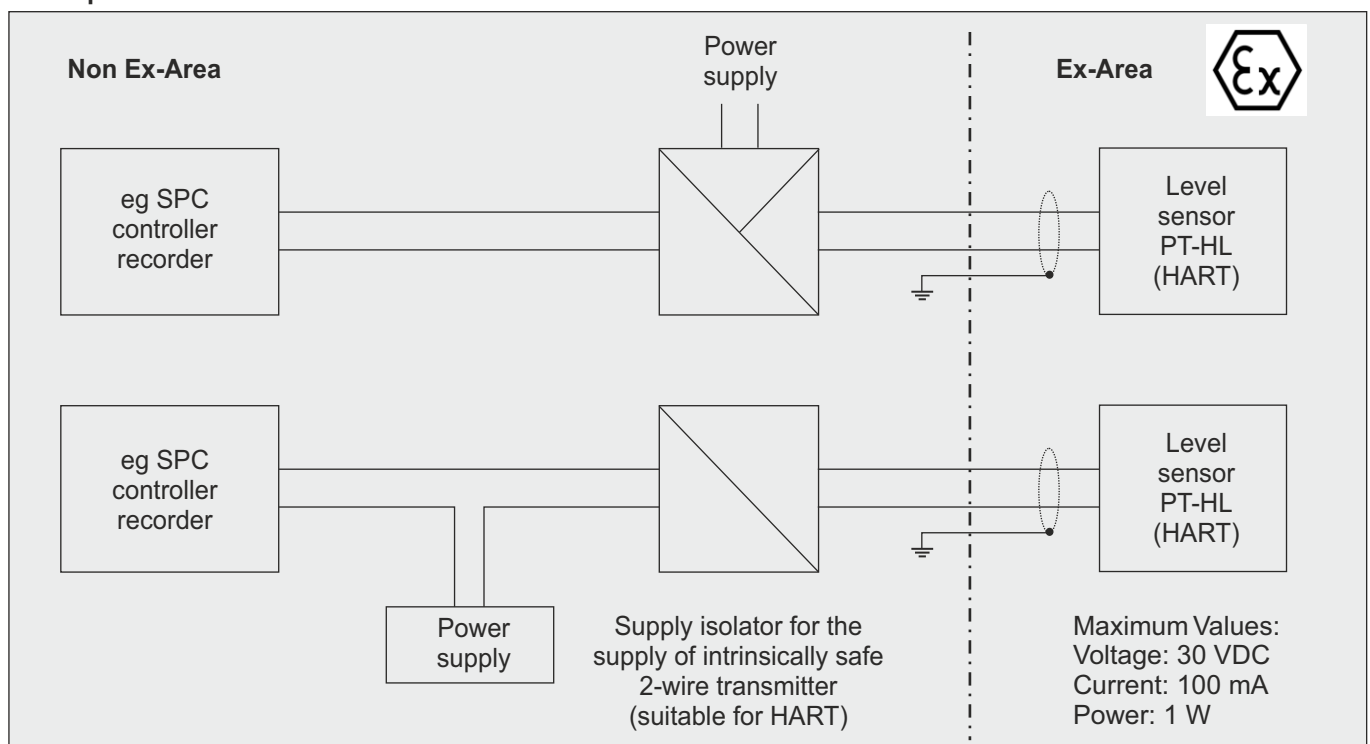 Non Ex-Area
Power
supply
Ex-Area
Ex
eg SPC
controller
recorder
Level
sensor
PT-HL
(HART)
eg SPC
controller
recorder
Level
sensor
PT-HL
(HART)
Power
supply
Supply isolator for the
supply of intrinsically safe
2-wire transmitter
(suitable for HART)
Maximum Values:
Voltage: 30 VDC
Current: 100 mA
Power: 1 W